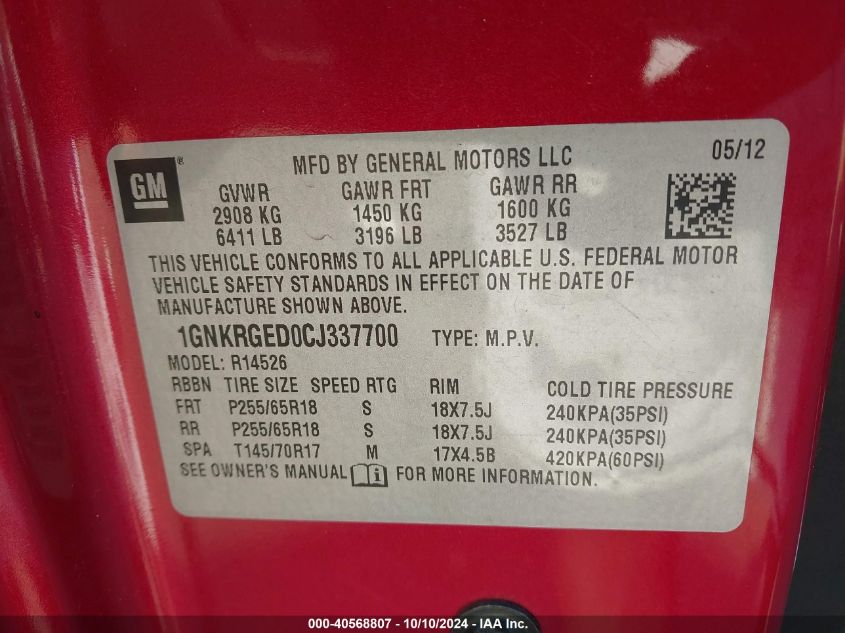 GM ®
MFD BY GENERAL MOTORS LLC 05/12
GVWR GAWR FRT GAWR RR
2908 KG 1450 KG 1600 KG
6411 LB 3196 LB 3527 LB
THIS VEHICLE CONFORMS TO ALL APPLICABLE U.S. FEDERAL MOTOR
VEHICLE SAFETY STANDARDS IN EFFECT ON THE DATE OF
MANUFACTURE SHOWN ABOVE.
1GNKRGED0CJ337700 TYPE: M.P.V.
MODEL: R14526
RBBN TIRE SIZE SPEED RTG RIM COLD TIRE PRESSURE
FRT P255/65R18 S 18X7.5J 240KPA(35PSI)
RR P255/65R18 S 18X7.5J 240KPA(35PSI)
SPA T145/70R17 M 17X4.5B 420KPA(60PSI)
SEE OWNER'S MANUAL FOR MORE INFORMATION.
000-40568807 - 10/10/2024 - IAA Inc.